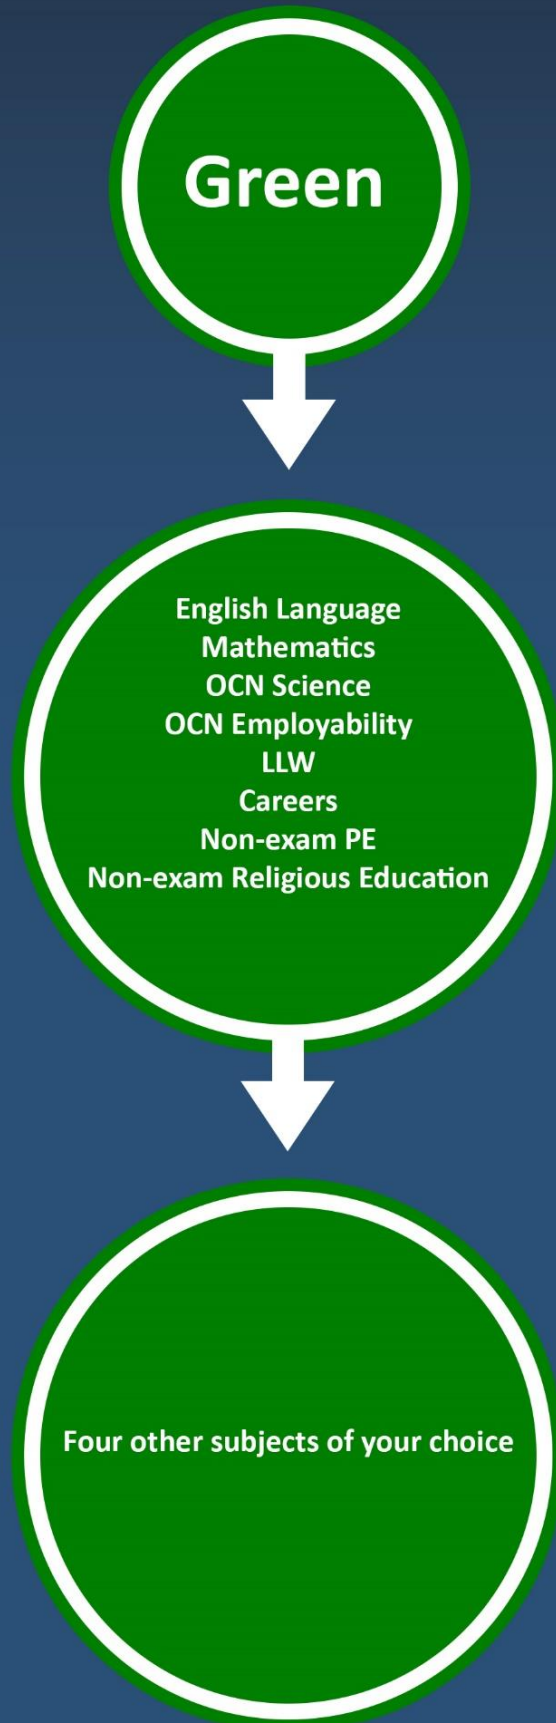 Green
English Language
Mathematics
OCN Science
OCN Employability
LLW
Careers
Non-exam PE
Non-exam Religious Education
Four other subjects of your choice